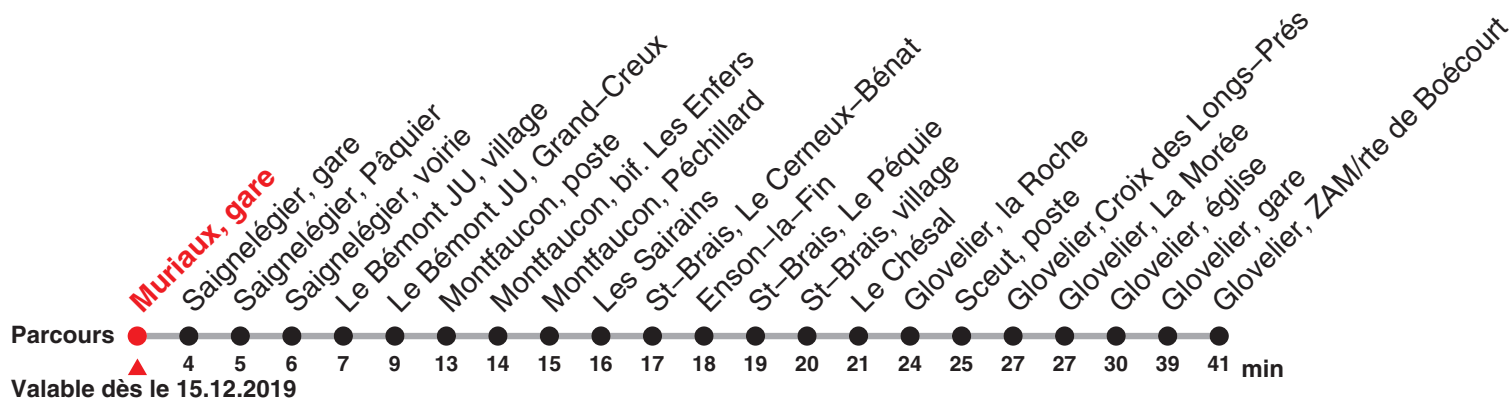 Muriaux, gare
Saignelégier, gare
Saignelégier, Pâquier
Saignelégier, voirie
Le Bémont JU, village
Le Bémont JU, Grand–Creux
Montfaucon, poste
Montfaucon, bif. Les Enfers
Montfaucon, Péchillard
Les Sairains
St–Brais, Le Cerneux–Bénat
Enson–la–Fin
St–Brais, Le Péquie
St–Brais, village
Le Chésal
Glovelier, la Roche
Sceut, poste
Glovelier, Croix des Longs–Prés
Glovelier, La Morée
Glovelier, église
Glovelier, gare
Glovelier, ZAM/rte de Boécourt
Parcours
4 5 6 7 9 13 14 15 16 17 18 19 20 21 24 25 27 27 30 39 41 min
Valable dès le 15.12.2019